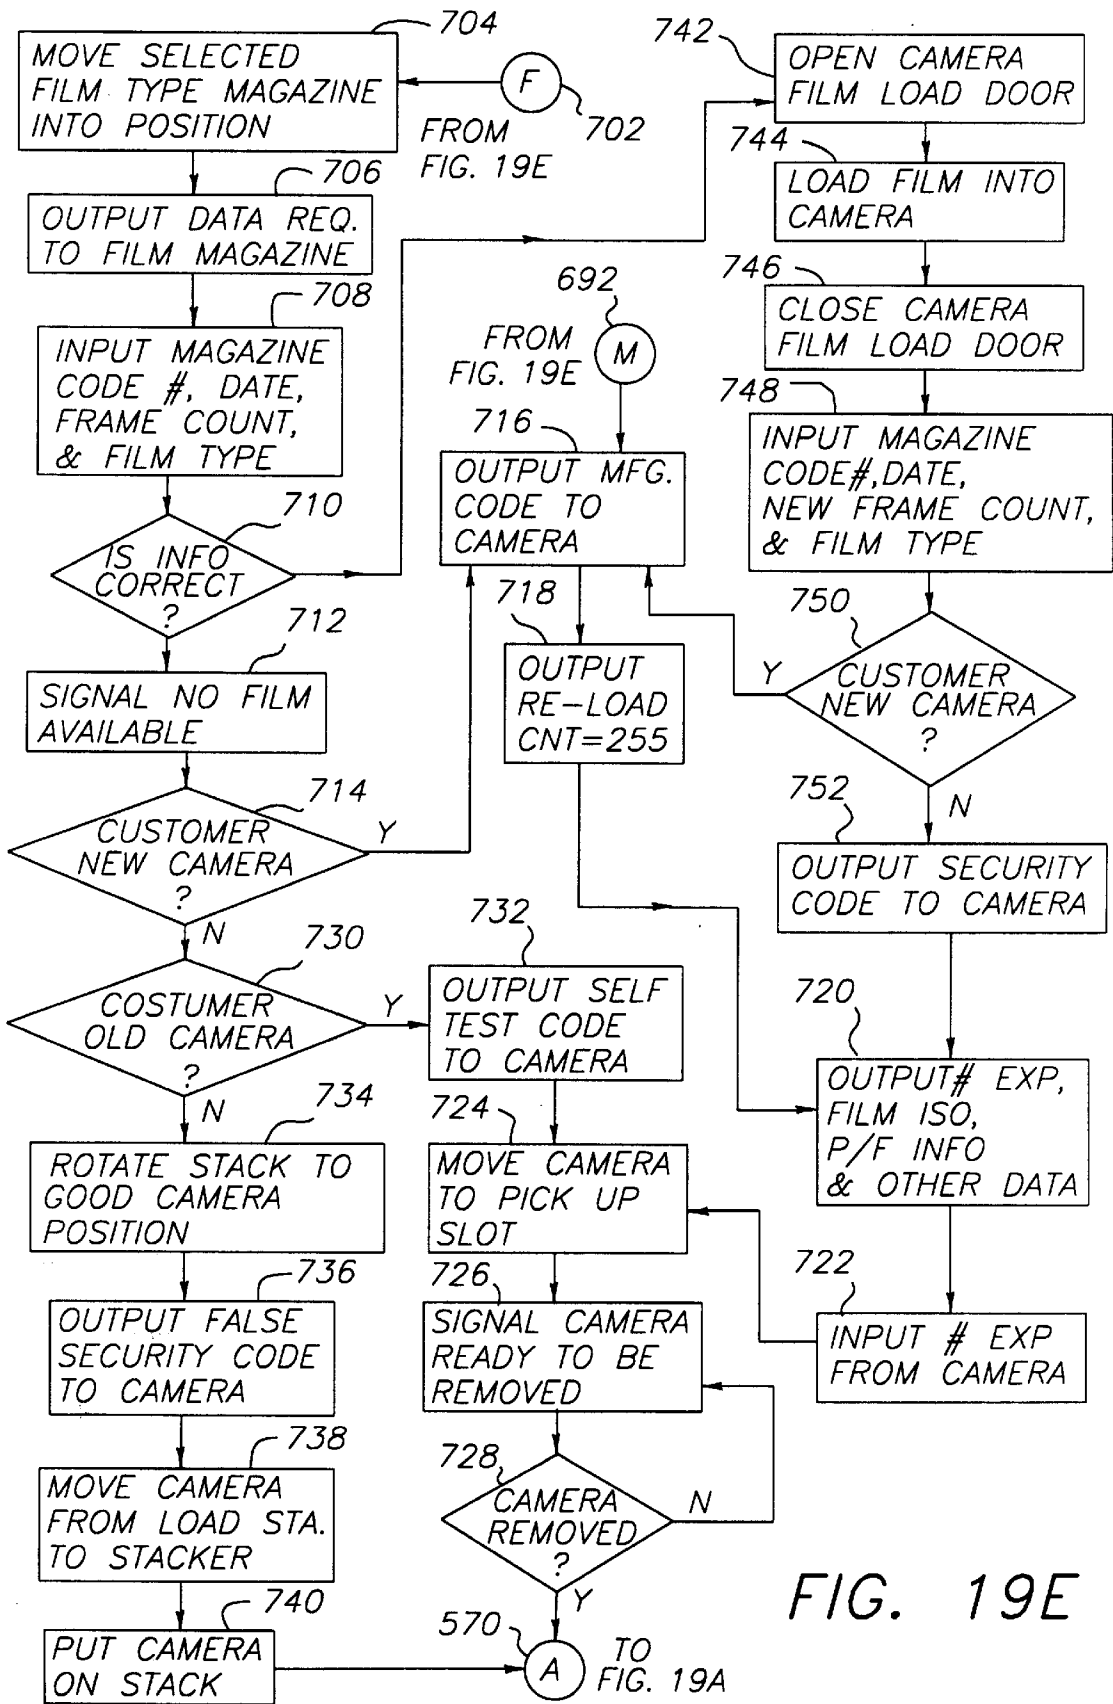 704
MOVE SELECTED
FILM TYPE MAGAZINE
INTO POSITION
F
702
FROM
FIG. 19E
706
OUTPUT DATA REQ.
TO FILM MAGAZINE
708
INPUT MAGAZINE
CODE #, DATE,
FRAME COUNT,
& FILM TYPE
710
IS INFO
CORRECT
?
712
SIGNAL NO FILM
AVAILABLE
714
CUSTOMER
NEW CAMERA
?
Y
N
730
COSTUMER
OLD CAMERA
?
Y
N
734
ROTATE STACK TO
GOOD CAMERA
POSITION
736
OUTPUT FALSE
SECURITY CODE
TO CAMERA
738
MOVE CAMERA
FROM LOAD STA.
TO STACKER
740
PUT CAMERA
ON STACK
692
FROM
FIG. 19E
M
716
OUTPUT MFG.
CODE TO
CAMERA
718
OUTPUT
RE-LOAD
CNT=255
732
OUTPUT SELF
TEST CODE
TO CAMERA
724
MOVE CAMERA
TO PICK UP
SLOT
726
SIGNAL CAMERA
READY TO BE
REMOVED
728
CAMERA
REMOVED
?
N
Y
570
A
TO
FIG. 19A
742
OPEN CAMERA
FILM LOAD DOOR
744
LOAD FILM INTO
CAMERA
746
CLOSE CAMERA
FILM LOAD DOOR
748
INPUT MAGAZINE
CODE#,DATE,
NEW FRAME COUNT,
& FILM TYPE
750
CUSTOMER
NEW CAMERA
?
Y
N
752
OUTPUT SECURITY
CODE TO CAMERA
720
OUTPUT# EXP,
FILM ISO,
P/F INFO
& OTHER DATA
722
INPUT # EXP
FROM CAMERA
FIG. 19E